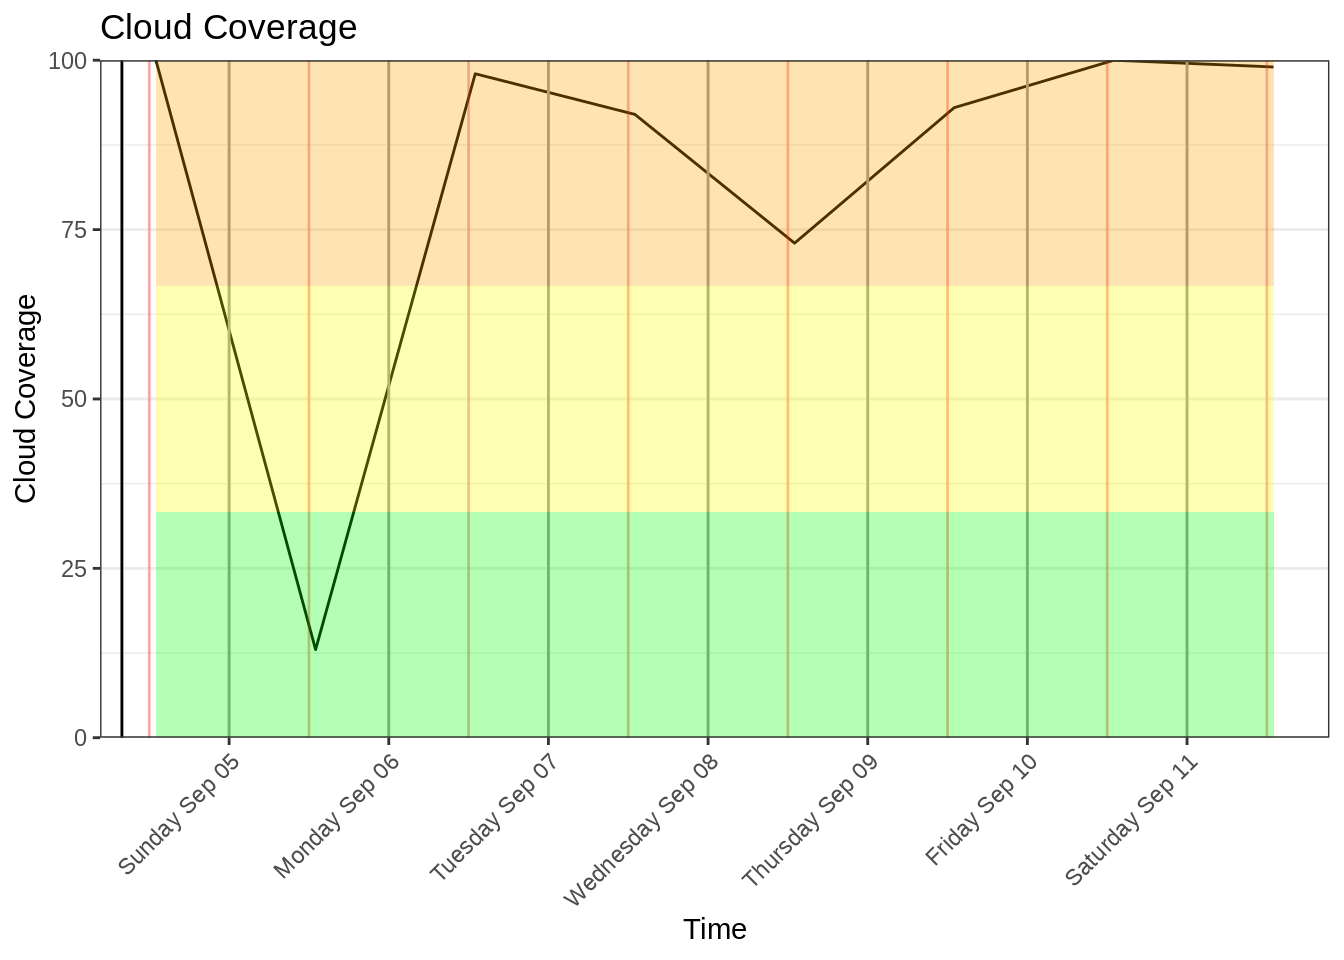 Cloud Coverage
100
75
50
25
0
Cloud Coverage
Sunday Sep 05
Monday Sep 06
Tuesday Sep 07
Wednesday Sep 08
Thursday Sep 09
Friday Sep 10
Saturday Sep 11
Time